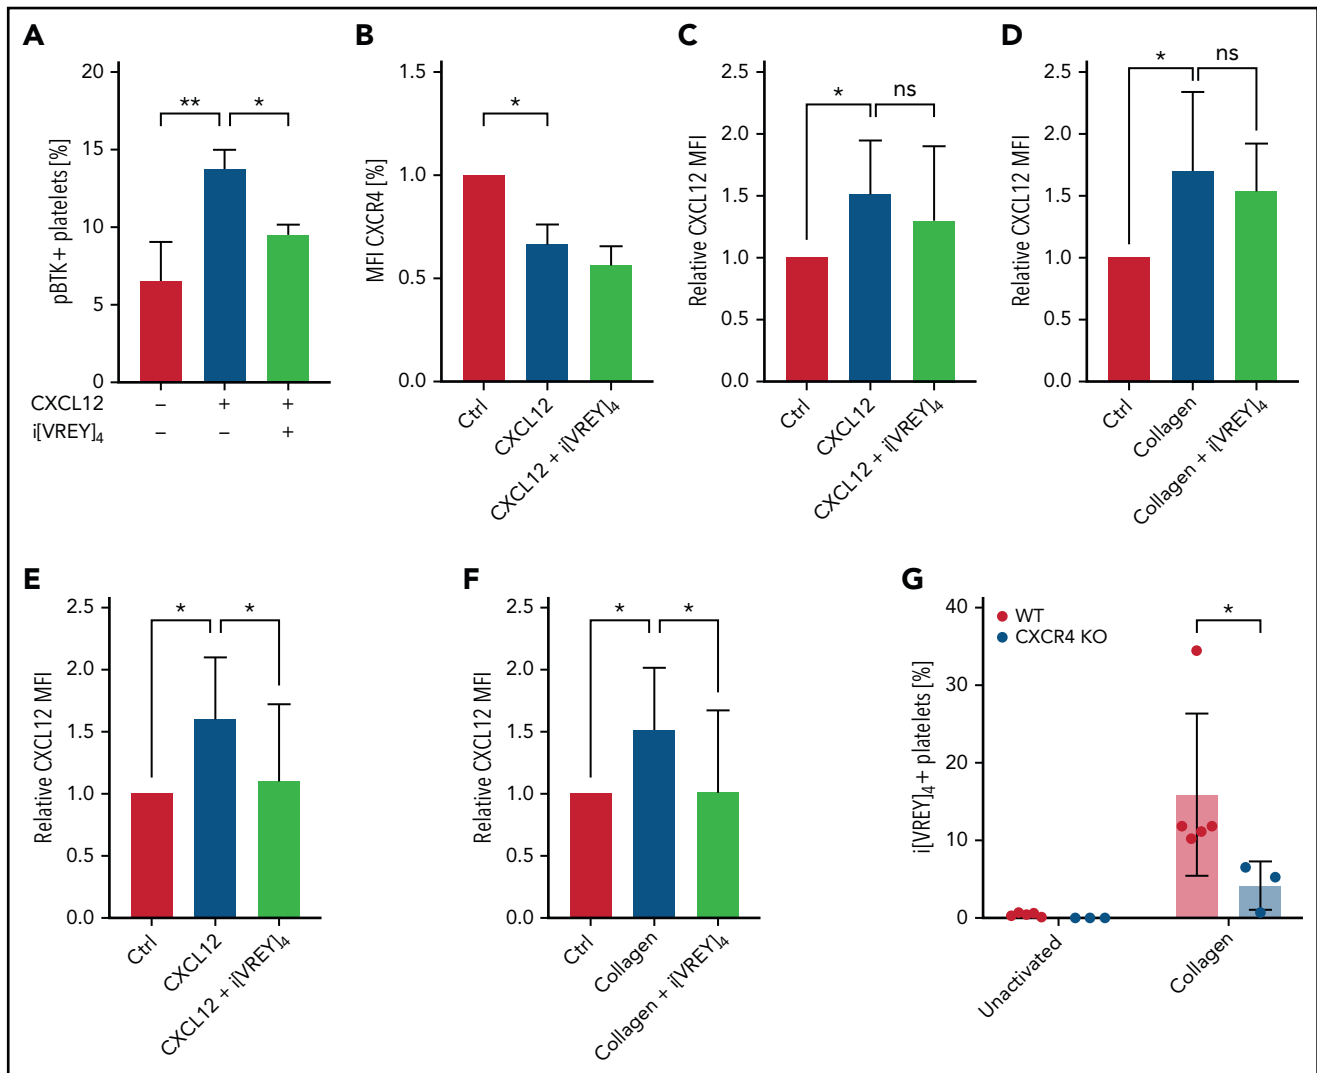 A
20
15
10
5
0
pBTK+ platelets [%]
** *
CXCL12 – + +
i[VREY]₄ – – +
B
1.5
1.0
0.5
0.0
MFI CXCR4 [%]
*
Ctrl
CXCL12
CXCL12 + i[VREY]₄
C
2.5
2.0
1.5
1.0
0.5
0.0
Relative CXCL12 MFI
* ns
Ctrl
CXCL12
CXCL12 + i[VREY]₄
D
2.5
2.0
1.5
1.0
0.5
0.0
Relative CXCL12 MFI
* ns
Ctrl
Collagen
Collagen + i[VREY]₄
E
2.5
2.0
1.5
1.0
0.5
0.0
Relative CXCL12 MFI
* *
Ctrl
CXCL12
CXCL12 + i[VREY]₄
F
2.5
2.0
1.5
1.0
0.5
0.0
Relative CXCL12 MFI
* *
Ctrl
Collagen
Collagen + i[VREY]₄
G
40
30
20
10
0
i[VREY]₄+ platelets [%]
WT
CXCR4 KO
*
Unactivated
Collagen